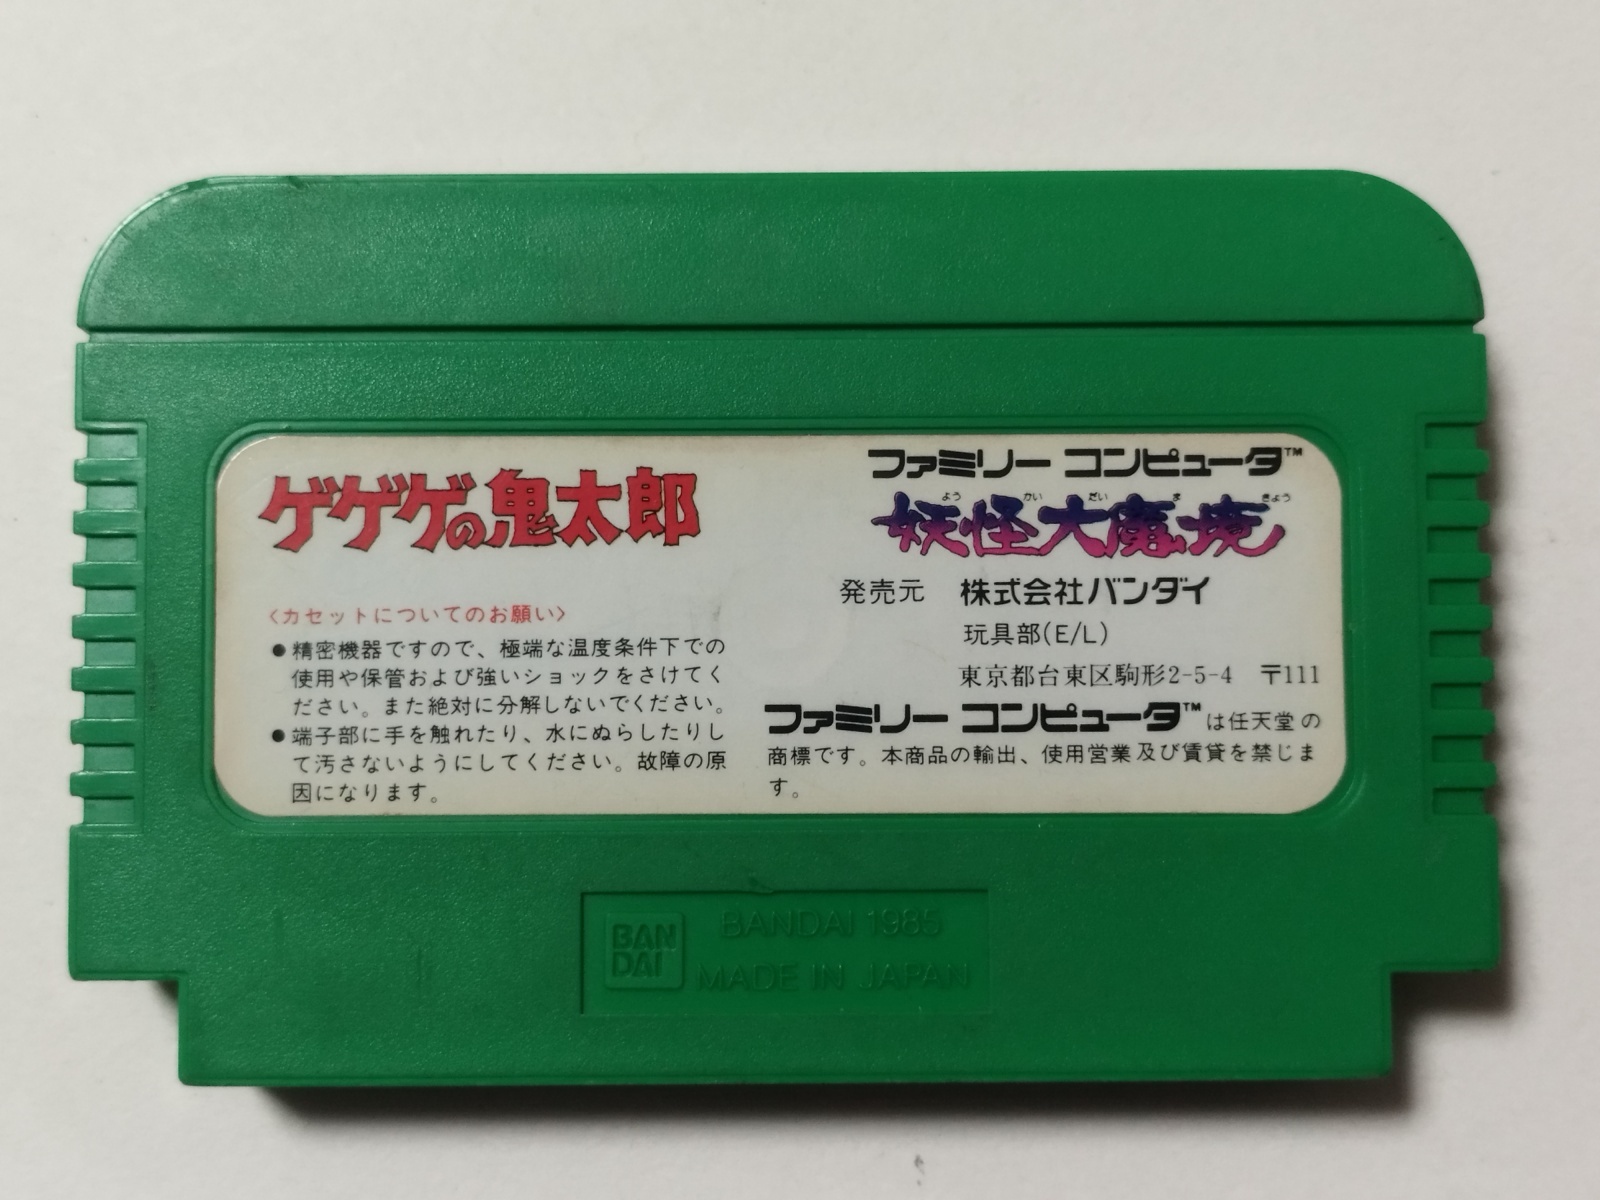 ゲゲゲの鬼太郎
〈カセットについてのお願い〉
●精密機器ですので、極端な温度条件下での
使用や保管および強いショックをさけてく
ださい。また絶対に分解しないでください。
●端子部に手を触れたり、水にぬらしたりし
て汚さないようにしてください。故障の原
因になります。
ファミリー コンピュータ™
よう かい だい ま きょう
妖怪大魔境
発売元 株式会社バンダイ
玩具部(E/L)
東京都台東区駒形2-5-4 〒111
ファミリー コンピュータ™は任天堂の
商標です。本商品の輸出、使用営業及び賃貸を禁じま
す。
BAN
DAI
BANDAI 1985
MADE IN JAPAN